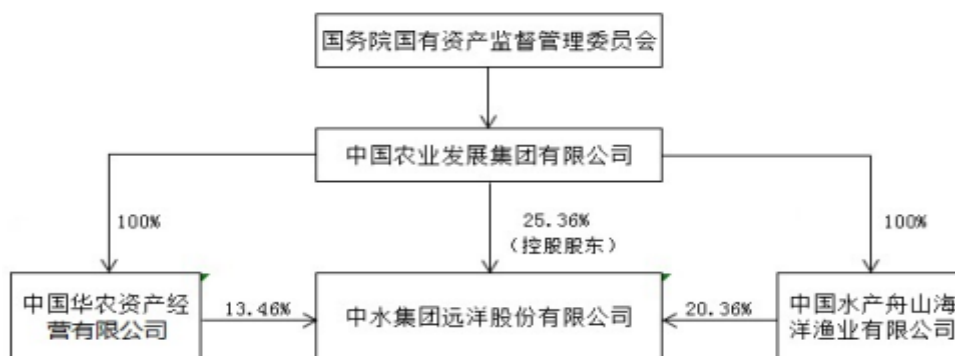 国务院国有资产监督管理委员会
中国农业发展集团有限公司
100%
25.36%
（控股股东）
100%
中国华农资产经
营有限公司
13.46%
中水集团远洋股份有限公司
20.36%
中国水产舟山海
洋渔业有限公司